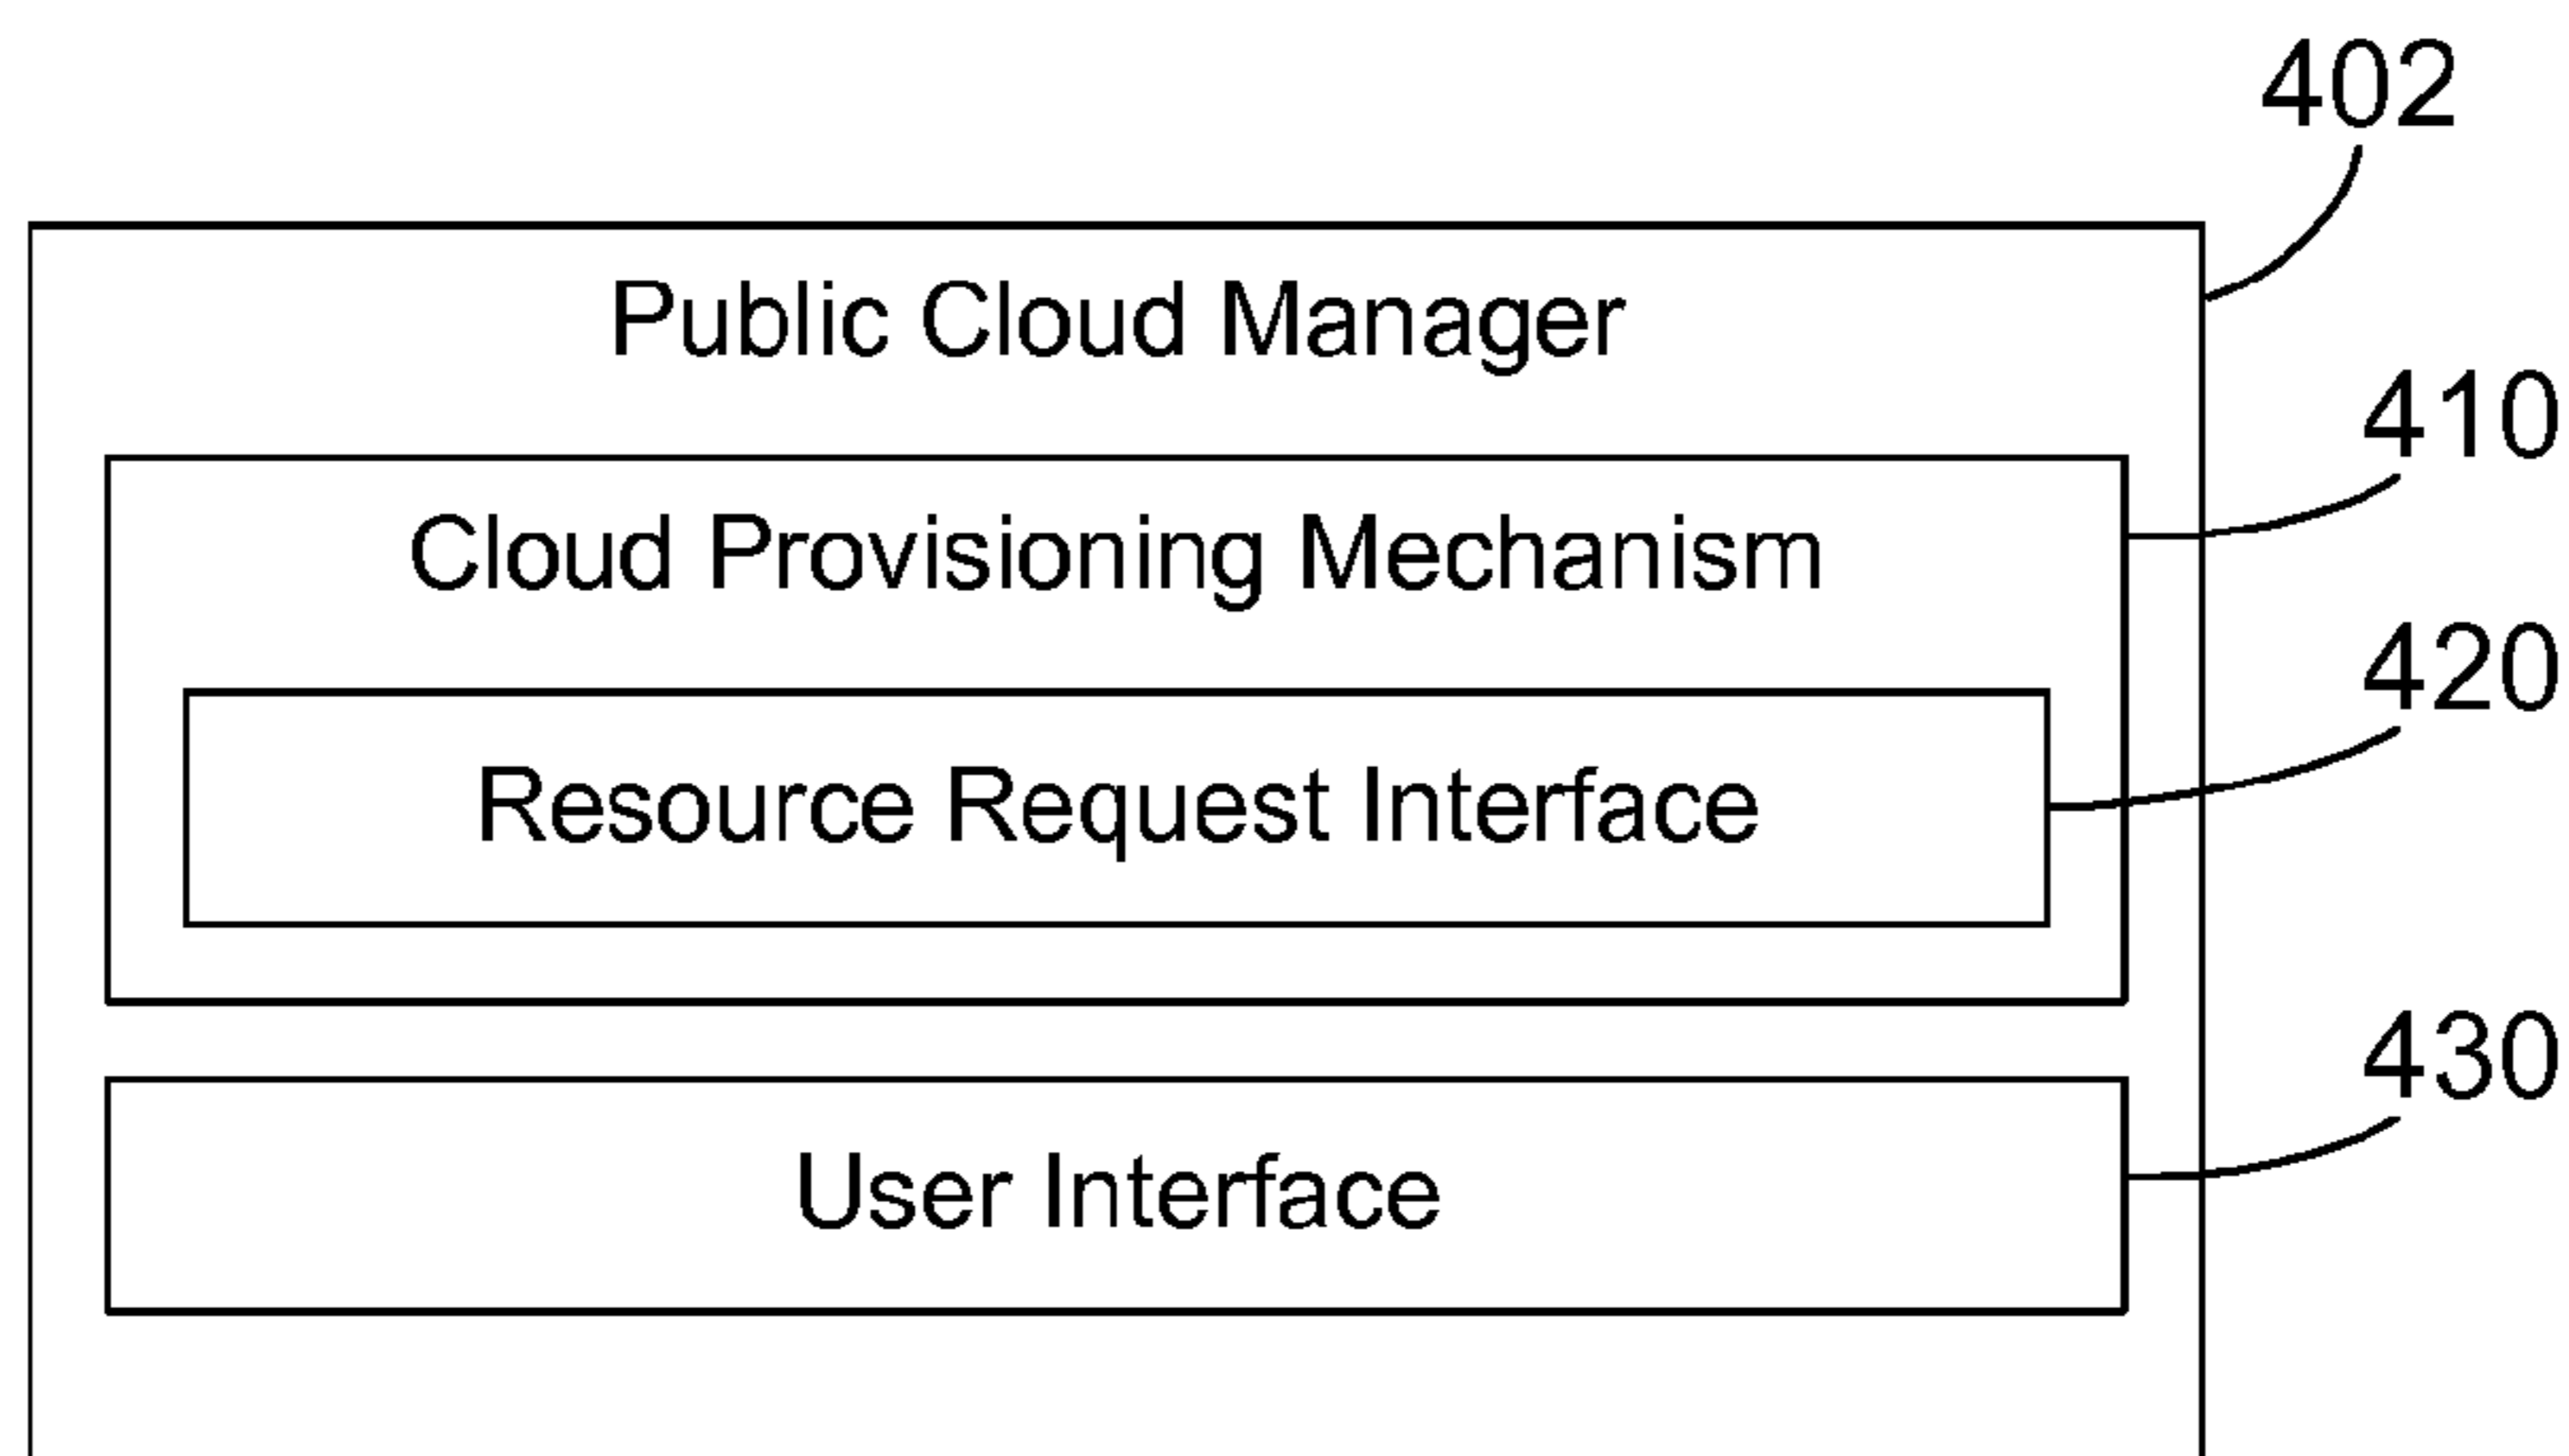 402
Public Cloud Manager
410
Cloud Provisioning Mechanism
420
Resource Request Interface
430
User Interface